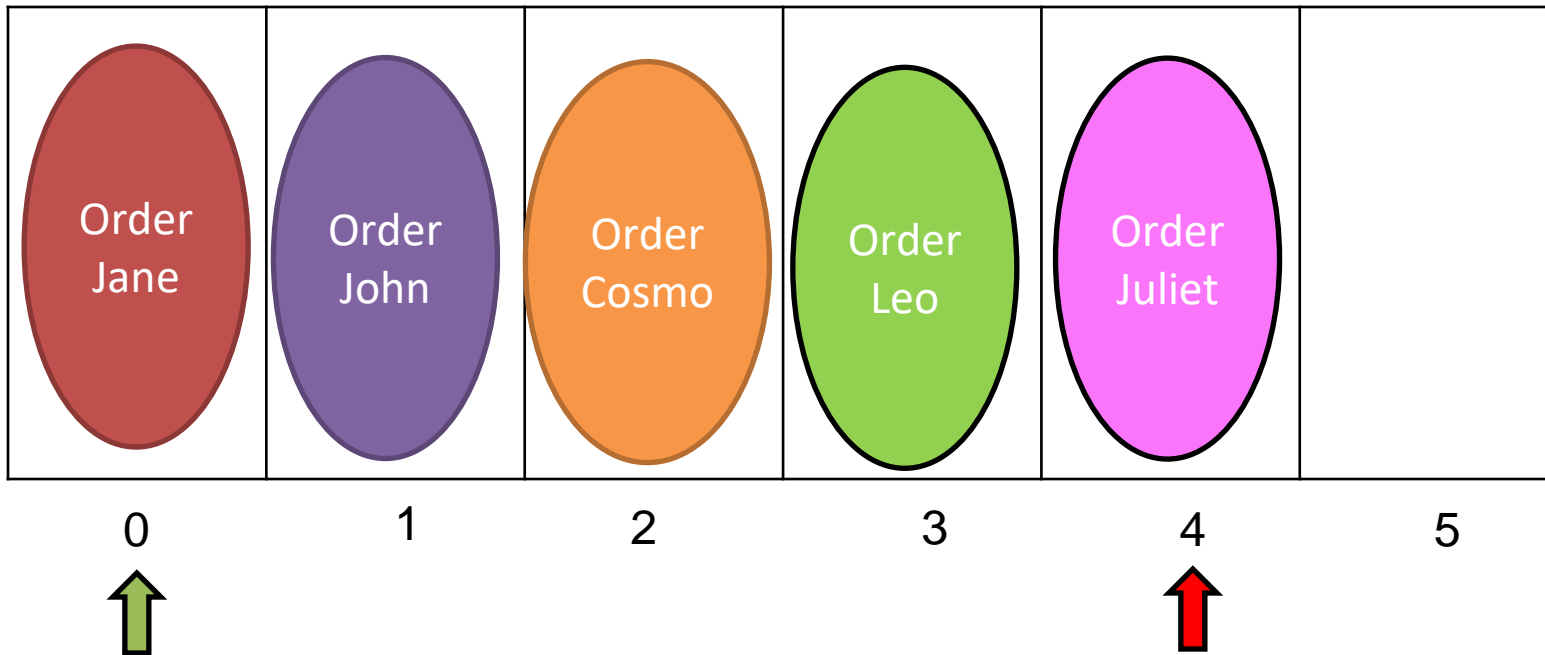 Order
Jane
Order
John
Order
Cosmo
Order
Leo
Order
Juliet
0 1 2 3 4 5